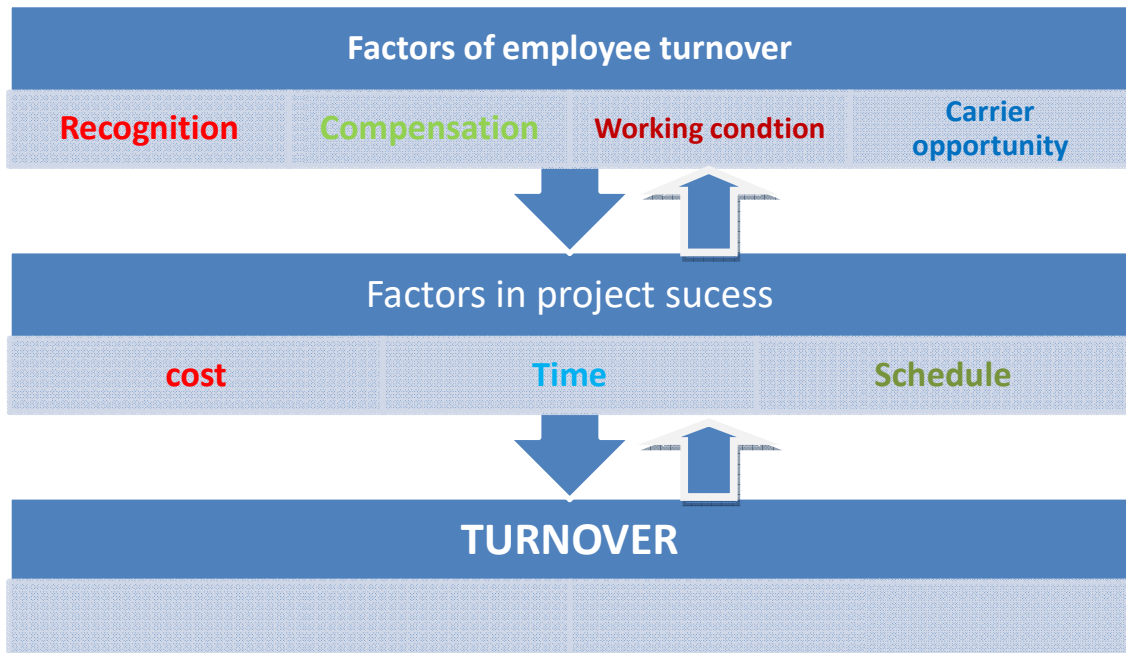 Factors of employee turnover
Recognition
Compensation
Working condtion
Carrier
opportunity
Factors in project sucess
cost
Time
Schedule
TURNOVER